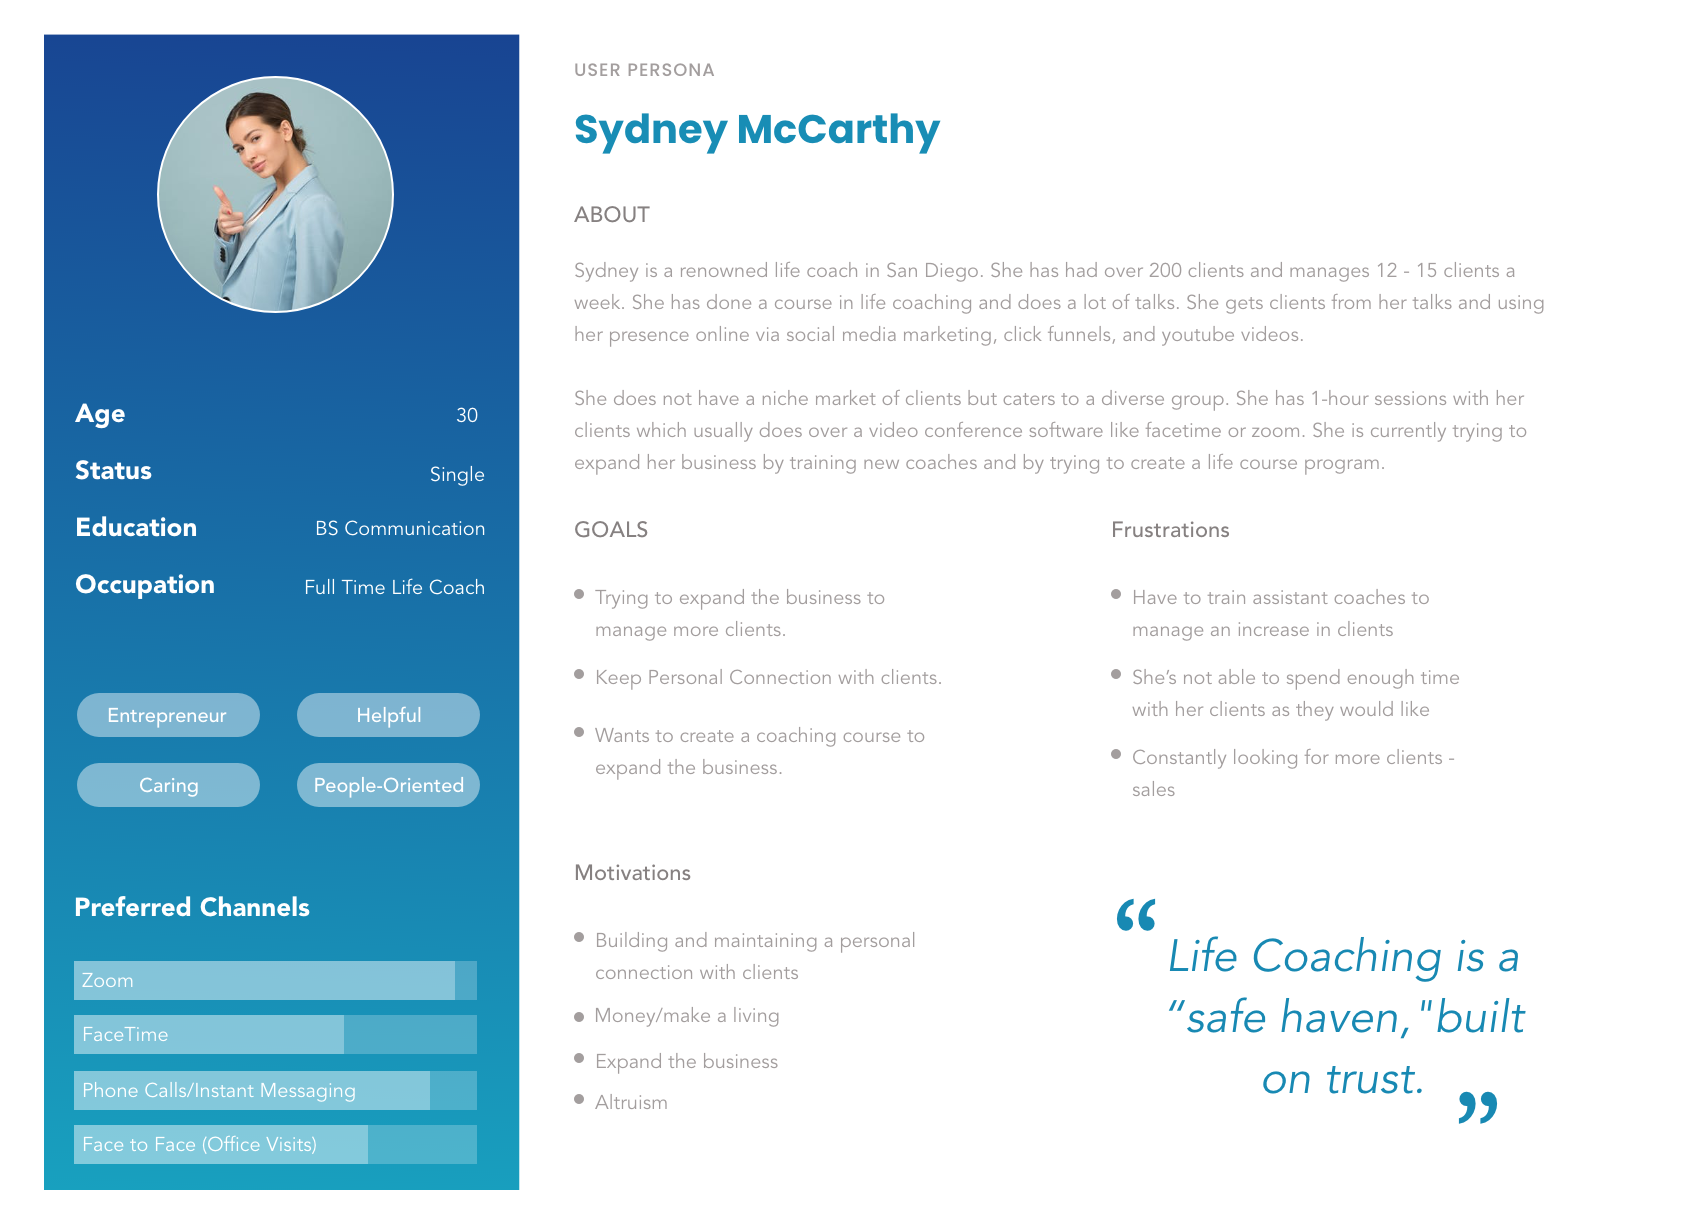 Age 30
Status Single
Education BS Communication
Occupation Full Time Life Coach
Entrepreneur Helpful
Caring People-Oriented
Preferred Channels
Zoom
FaceTime
Phone Calls/Instant Messaging
Face to Face (Office Visits)
USER PERSONA
Sydney McCarthy
ABOUT
Sydney is a renowned life coach in San Diego. She has had over 200 clients and manages 12 - 15 clients a
week. She has done a course in life coaching and does a lot of talks. She gets clients from her talks and using
her presence online via social media marketing, click funnels, and youtube videos.
She does not have a niche market of clients but caters to a diverse group. She has 1-hour sessions with her
clients which usually does over a video conference software like facetime or zoom. She is currently trying to
expand her business by training new coaches and by trying to create a life course program.
GOALS
• Trying to expand the business to
manage more clients.
• Keep Personal Connection with clients.
• Wants to create a coaching course to
expand the business.
Frustrations
• Have to train assistant coaches to
manage an increase in clients
• She’s not able to spend enough time
with her clients as they would like
• Constantly looking for more clients -
sales
Motivations
• Building and maintaining a personal
connection with clients
• Money/make a living
• Expand the business
• Altruism
“
Life Coaching is a
“safe haven,"built
on trust.
”